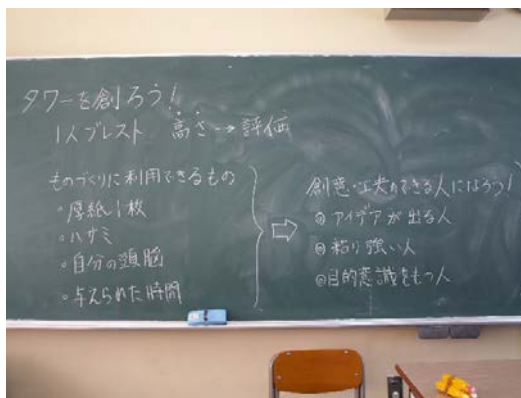 タワーを創ろう!
1人ブレスト 高さ→評価
ものづくりに利用できるもの
・厚紙1枚
・ハサミ
・自分の頭脳
・与えられた時間
⇨
創意・工夫のできる人になろう!
◎アイデアが出る人
◎粘り強い人
◎目的意識をもつ人